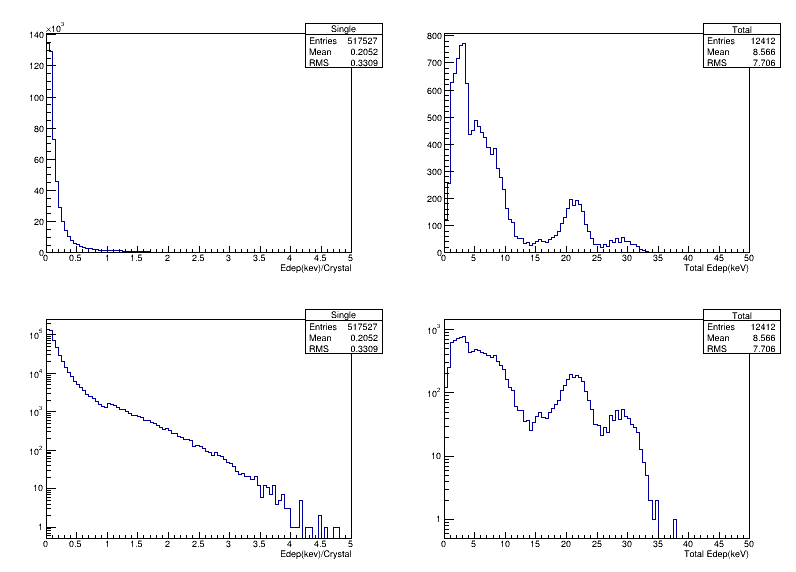 ×10³
Single
Entries 517527
Mean 0.2052
RMS 0.3309
140
120
100
80
60
40
20
0
0 0.5 1 1.5 2 2.5 3 3.5 4 4.5 5
Edep(kev)/Crystal
Total
Entries 12412
Mean 8.566
RMS 7.706
800
700
600
500
400
300
200
100
0
0 5 10 15 20 25 30 35 40 45 50
Total Edep(keV)
Single
Entries 517527
Mean 0.2052
RMS 0.3309
10⁵
10⁴
10³
10²
10
1
0 0.5 1 1.5 2 2.5 3 3.5 4 4.5 5
Edep(keV)/Crystal
Total
Entries 12412
Mean 8.566
RMS 7.706
10³
10²
10
1
0 5 10 15 20 25 30 35 40 45 50
Total Edep(keV)